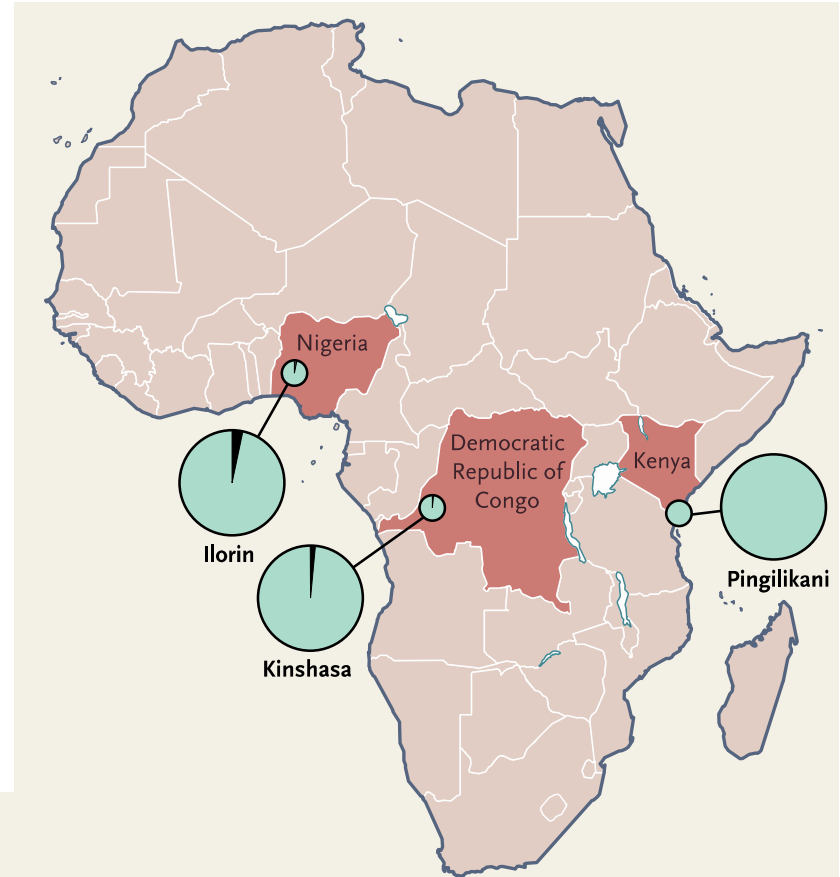 Nigeria
Democratic
Republic of
Congo
Kenya
Ilorin
Pingilikani
Kinshasa